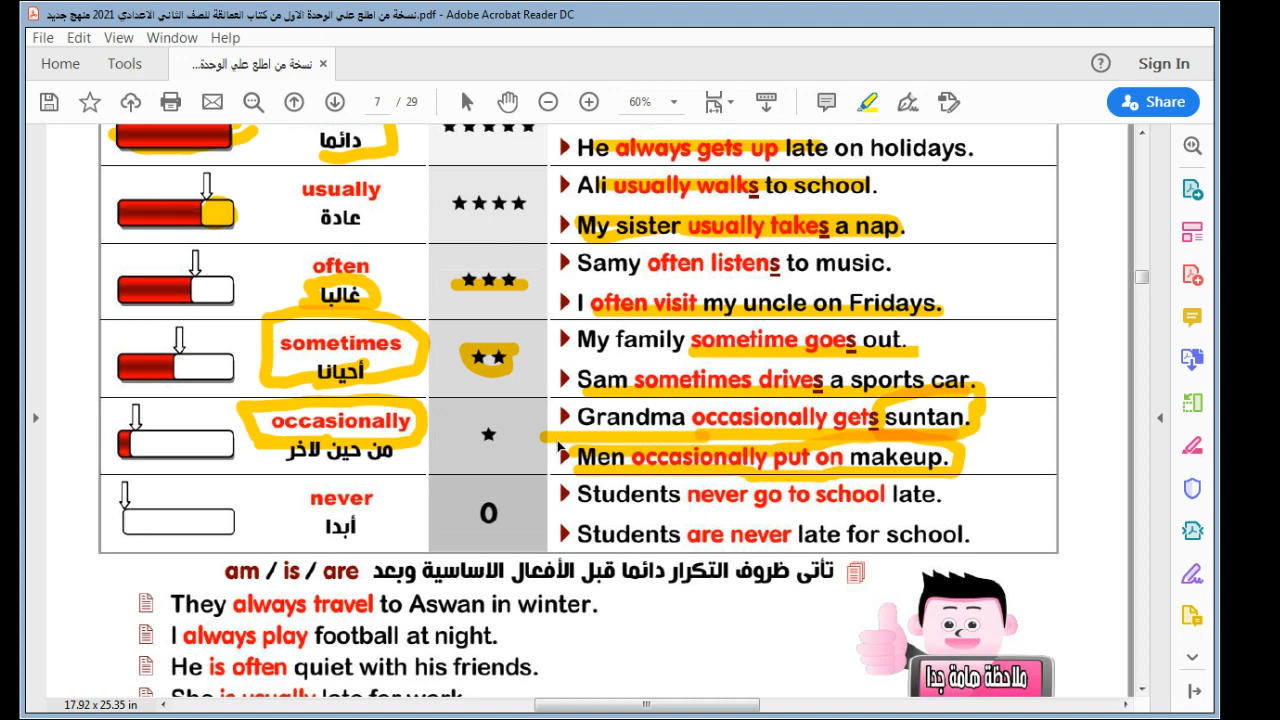 نسخة من اطلع علي الوحدة الاول من كتاب العمالقة للصف الثاني الاعدادي 2021 منهج جديد.pdf - Adobe Acrobat Reader DC
File Edit View Window Help
Home Tools نسخة من اطلع علي الوحدة... × Sign In
7 / 29 60% Share
دائما ★★★★★ He always gets up late on holidays.
usually ★★★★ Ali usually walks to school.
عادة My sister usually takes a nap.
often ★★★ Samy often listens to music.
غالبا I often visit my uncle on Fridays.
sometimes ★★ My family sometime goes out.
أحيانا Sam sometimes drives a sports car.
occasionally ★ Grandma occasionally gets suntan.
من حين لآخر Men occasionally put on makeup.
never 0 Students never go to school late.
أبدا Students are never late for school.
تأتى ظروف التكرار دائما قبل الأفعال الاساسية وبعد am / is / are
They always travel to Aswan in winter.
I always play football at night.
He is often quiet with his friends.
ملاحظة هامة جدا
She is usually late for work
17.92 x 25.35 in